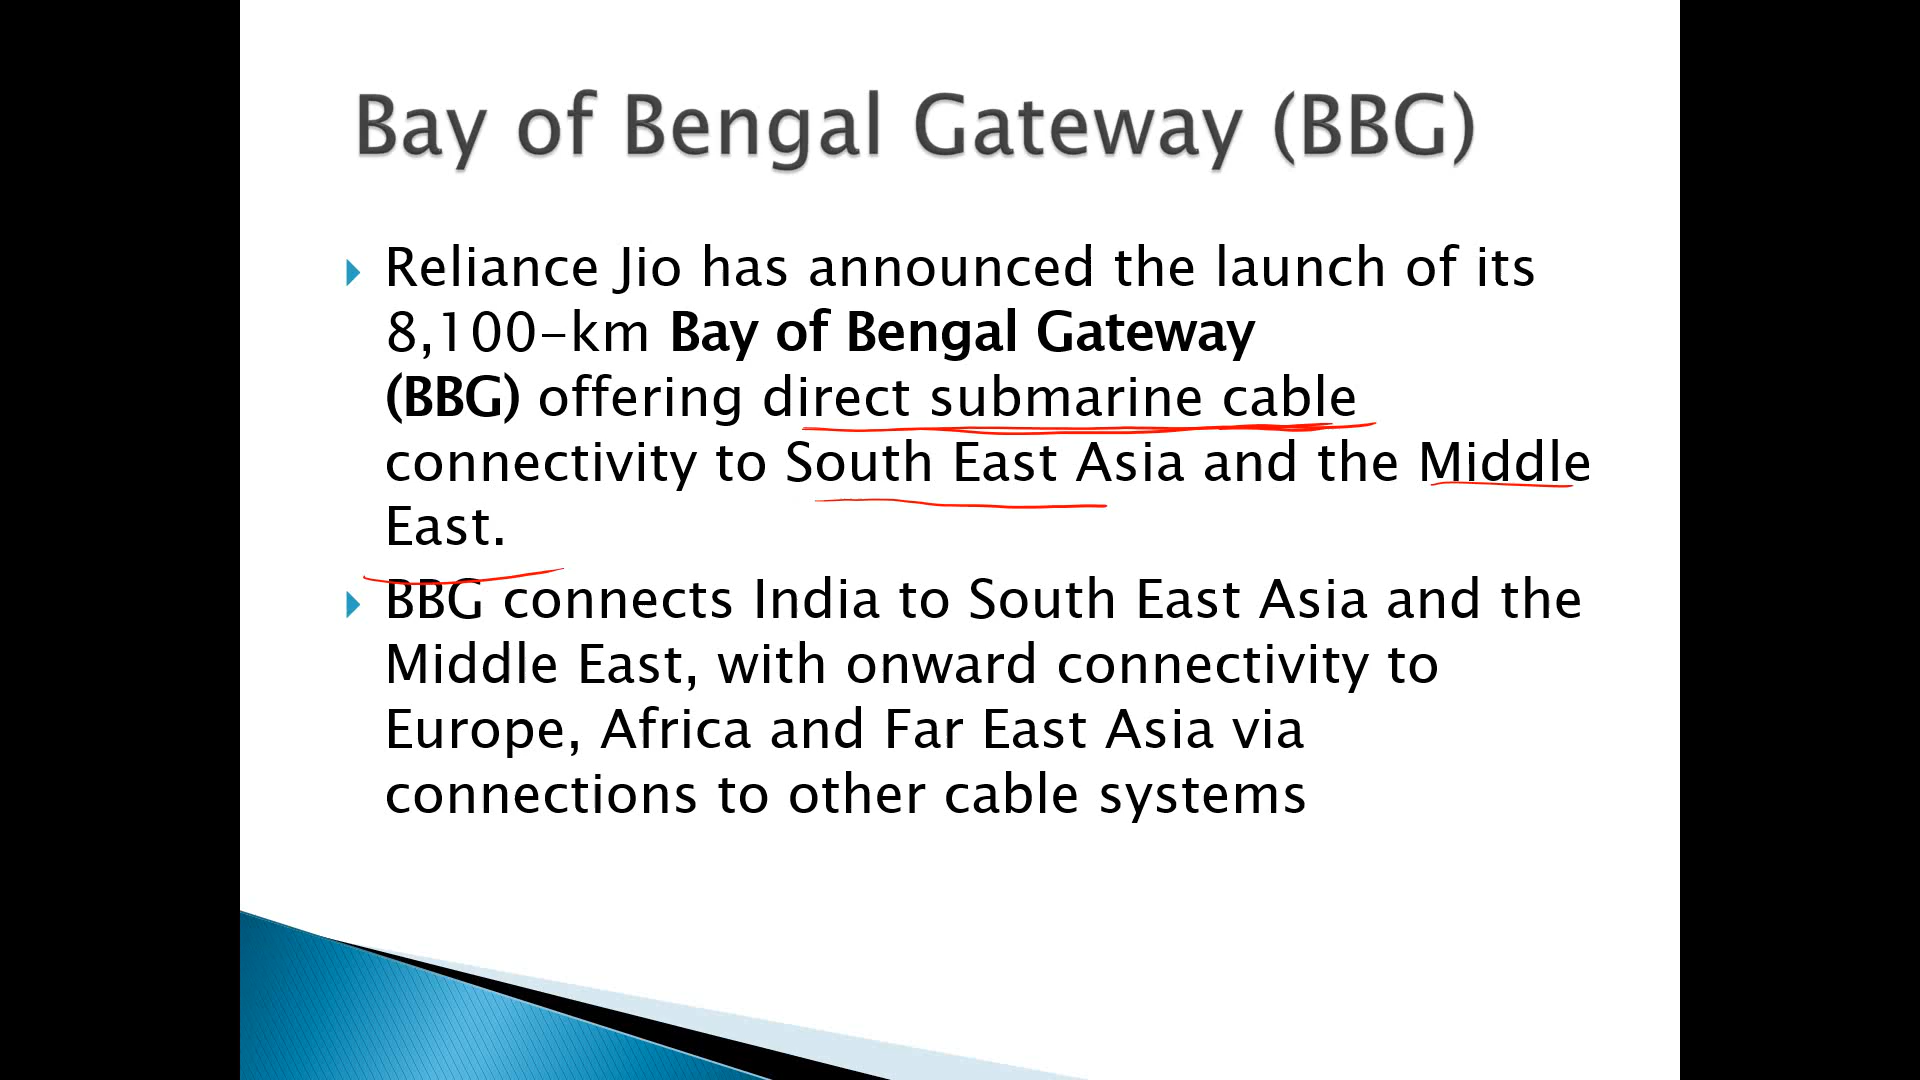 Bay of Bengal Gateway (BBG)
Reliance Jio has announced the launch of its
8,100-km Bay of Bengal Gateway
(BBG) offering direct submarine cable
connectivity to South East Asia and the Middle
East.
BBG connects India to South East Asia and the
Middle East, with onward connectivity to
Europe, Africa and Far East Asia via
connections to other cable systems